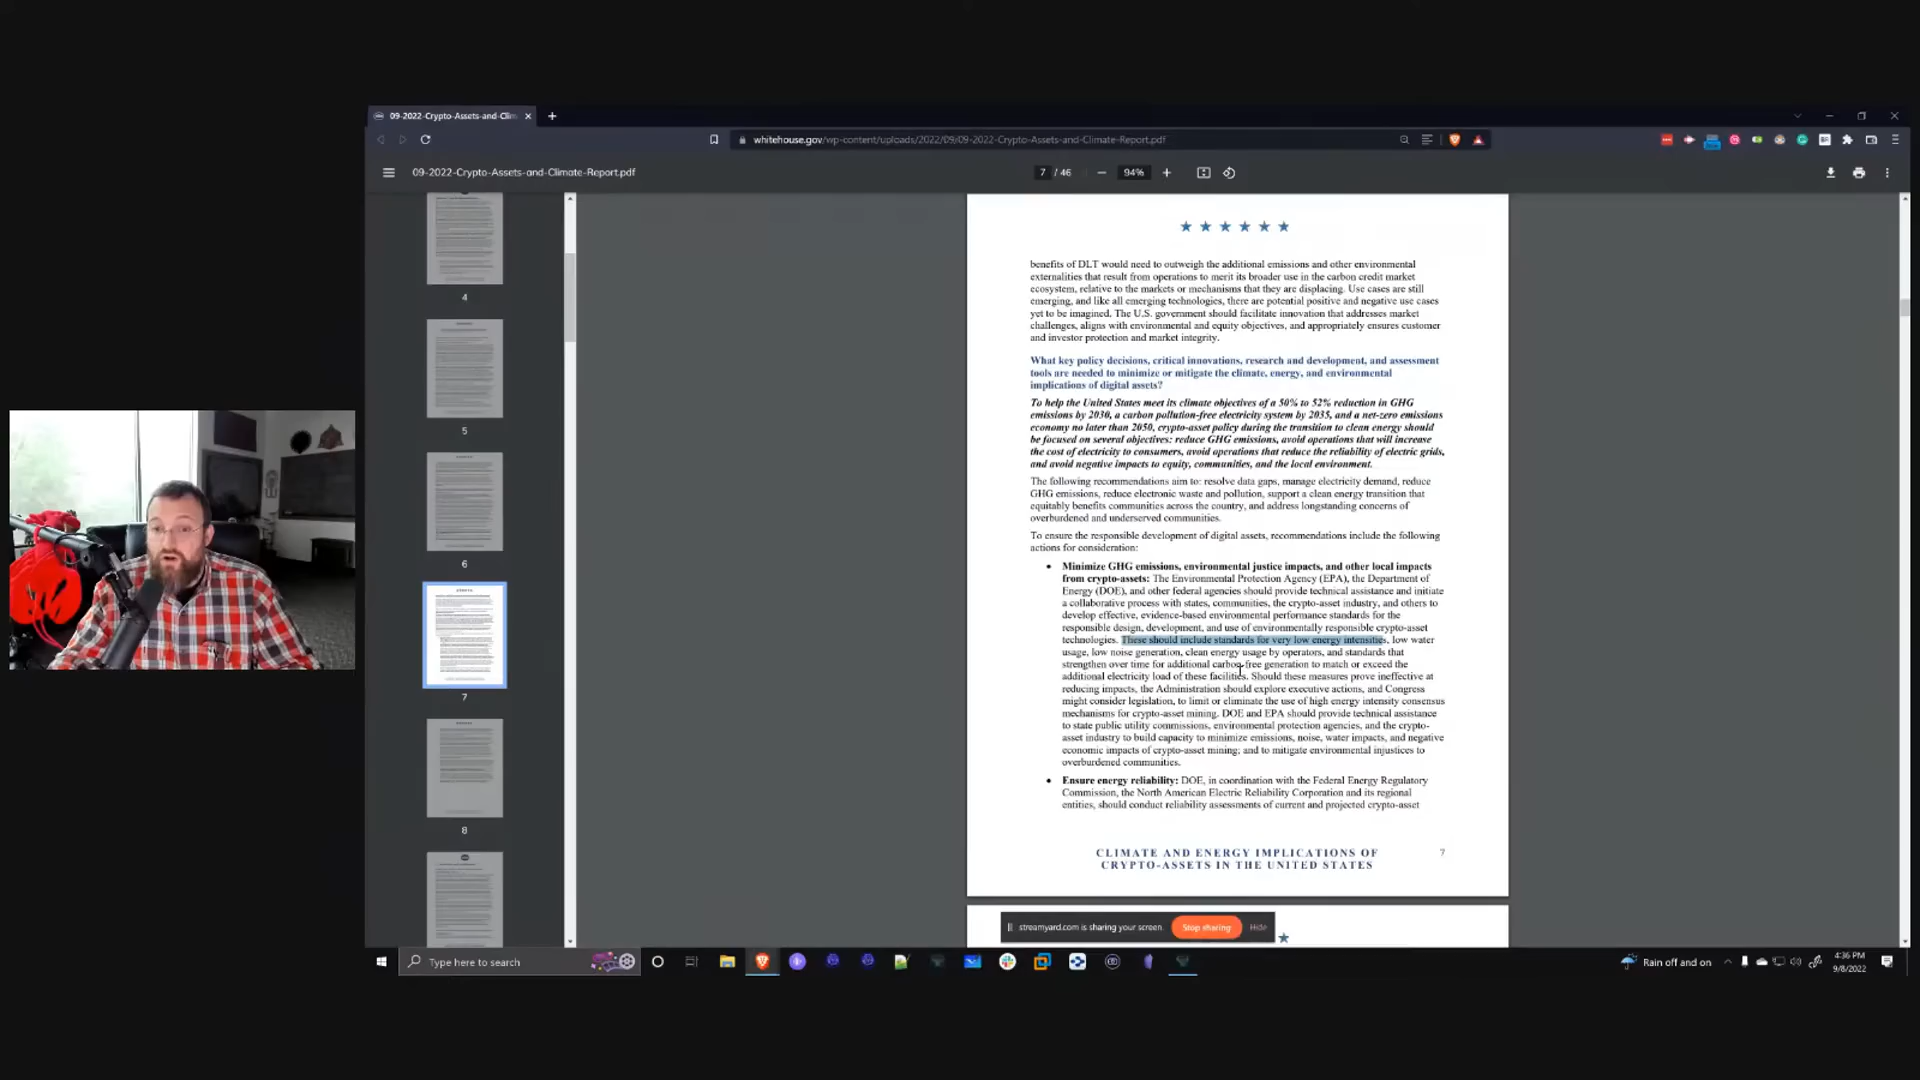 09-2022-Crypto-Assets-and-Clim
whitehouse.gov/wp-content/uploads/2022/09/09-2022-Crypto-Assets-and-Climate-Report.pdf
09-2022-Crypto-Assets-and-Climate-Report.pdf
7 / 46
94%
4
5
6
7
8
benefits of DLT would need to outweigh the additional emissions and other environmental
externalities that result from operations to merit its broader use in the carbon credit market
ecosystem, relative to the markets or mechanisms that they are displacing. Use cases are still
emerging, and like all emerging technologies, there are potential positive and negative use cases
yet to be imagined. The U.S. government should facilitate innovation that addresses market
challenges, aligns with environmental and equity objectives, and appropriately ensures customer
and investor protection and market integrity.
What key policy decisions, critical innovations, research and development, and assessment
tools are needed to minimize or mitigate the climate, energy, and environmental
implications of digital assets?
To help the United States meet its climate objectives of a 50% to 52% reduction in GHG
emissions by 2030, a carbon pollution-free electricity system by 2035, and a net-zero emissions
economy no later than 2050, crypto-asset policy during the transition to clean energy should
be focused on several objectives: reduce GHG emissions, avoid operations that will increase
the cost of electricity to consumers, avoid operations that reduce the reliability of electric grids,
and avoid negative impacts to equity, communities, and the local environment.
The following recommendations aim to: resolve data gaps, manage electricity demand, reduce
GHG emissions, reduce electronic waste and pollution, support a clean energy transition that
equitably benefits communities across the country, and address longstanding concerns of
overburdened and underserved communities.
To ensure the responsible development of digital assets, recommendations include the following
actions for consideration:
• Minimize GHG emissions, environmental justice impacts, and other local impacts
from crypto-assets: The Environmental Protection Agency (EPA), the Department of
Energy (DOE), and other federal agencies should provide technical assistance and initiate
a collaborative process with states, communities, the crypto-asset industry, and others to
develop effective, evidence-based environmental performance standards for the
responsible design, development, and use of environmentally responsible crypto-asset
technologies. These should include standards for very low energy intensities, low water
usage, low noise generation, clean energy usage by operators, and standards that
strengthen over time for additional carbon-free generation to match or exceed the
additional electricity load of these facilities. Should these measures prove ineffective at
reducing impacts, the Administration should explore executive actions, and Congress
might consider legislation, to limit or eliminate the use of high energy intensity consensus
mechanisms for crypto-asset mining. DOE and EPA should provide technical assistance
to state public utility commissions, environmental protection agencies, and the crypto-
asset industry to build capacity to minimize emissions, noise, water impacts, and negative
economic impacts of crypto-asset mining; and to mitigate environmental injustices to
overburdened communities.
• Ensure energy reliability: DOE, in coordination with the Federal Energy Regulatory
Commission, the North American Electric Reliability Corporation and its regional
entities, should conduct reliability assessments of current and projected crypto-asset
CLIMATE AND ENERGY IMPLICATIONS OF
CRYPTO-ASSETS IN THE UNITED STATES
7
streamyard.com is sharing your screen.
Stop sharing
Hide
Type here to search
Rain off and on
4:36 PM
9/8/2022